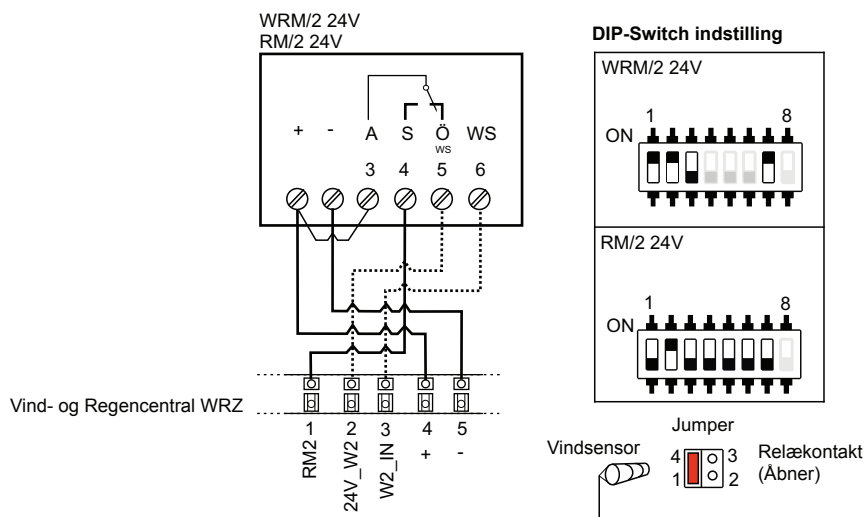 WRM/2 24V
RM/2 24V
+ - A S Ö WS
WS
3 4 5 6
Vind- og Regencentral WRZ
1 2 3 4 5
RM2
24V_W2
W2_IN
+
-
DIP-Switch indstilling
WRM/2 24V
1 8
ON
RM/2 24V
1 8
ON
Jumper
Vindsensor
4 3
1 2
Relækontakt
(Åbner)